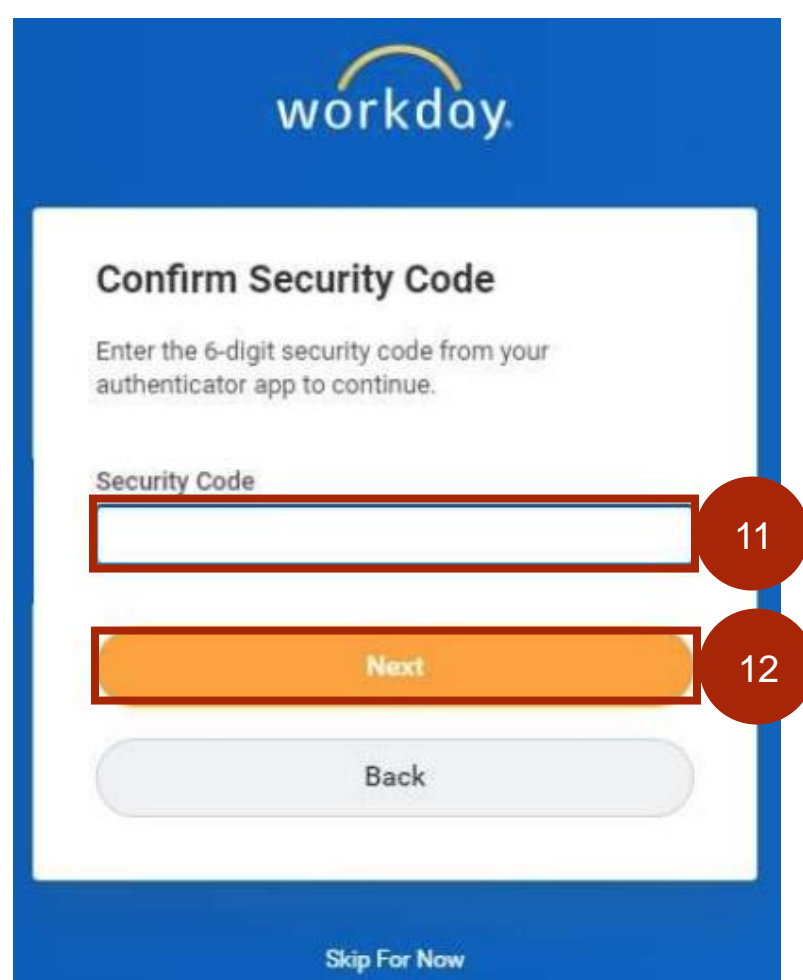 workday.
Confirm Security Code
Enter the 6-digit security code from your
authenticator app to continue.
Security Code
11
Next
12
Back
Skip For Now